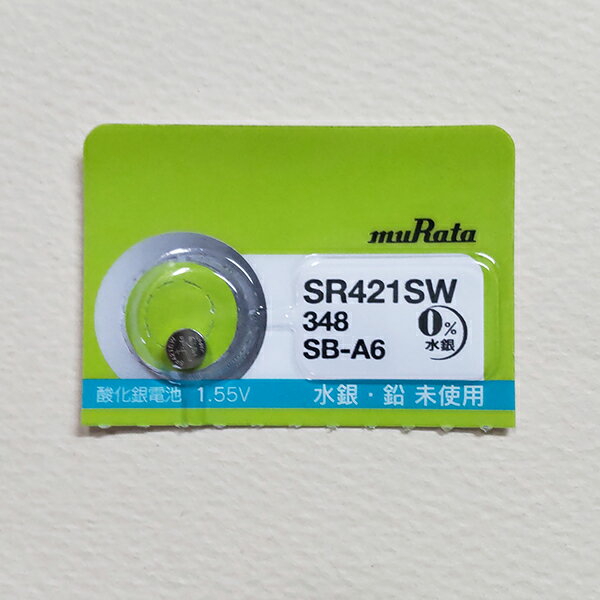 muRata
SR421SW
348
SB-A6
0%
水銀
酸化銀電池 1.55V
水銀・鉛 未使用